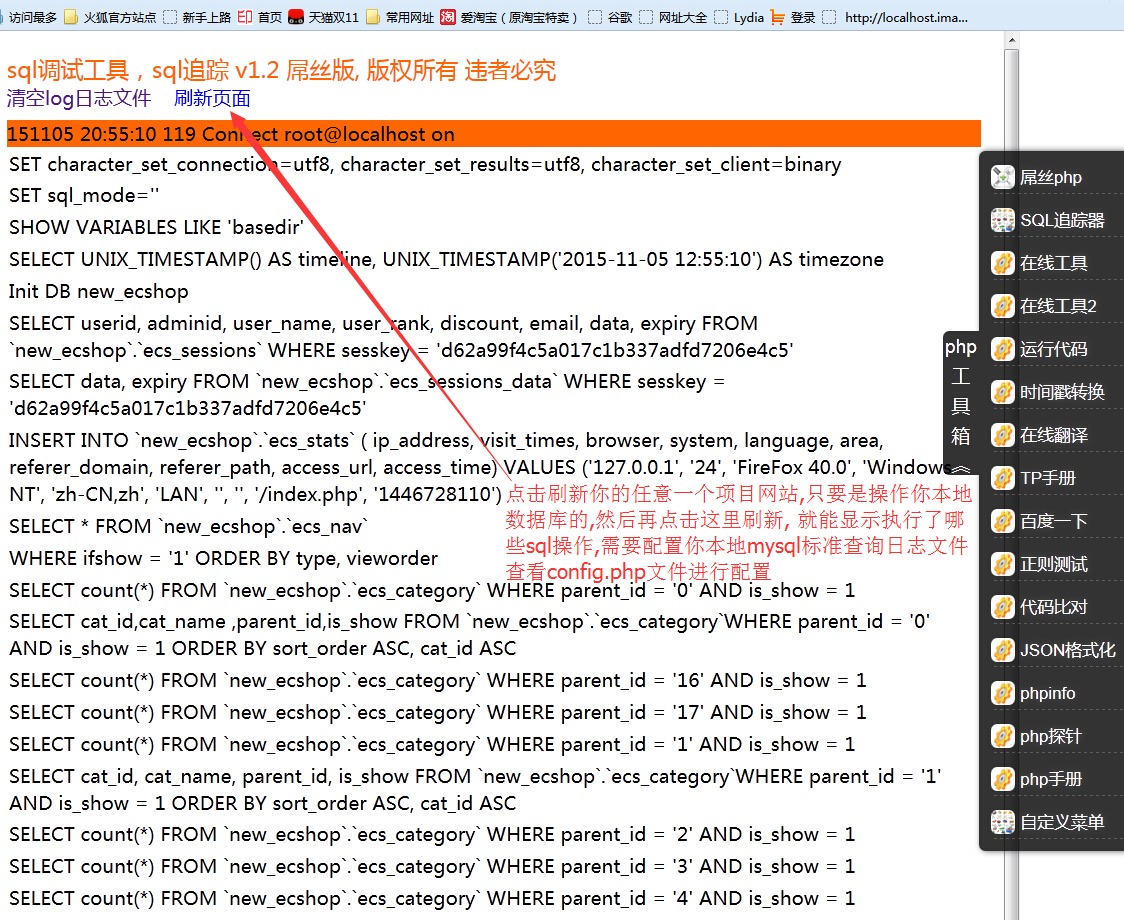 访问最多 火狐官方站点 新手上路 首页 天猫双11 常用网址 爱淘宝（原淘宝特卖） 谷歌 网址大全 Lydia 登录 http://localhost.ima...
sql调试工具，sql追踪 v1.2 屌丝版, 版权所有 违者必究
清空log日志文件 刷新页面
151105 20:55:10 119 Connect root@localhost on
SET character_set_connection=utf8, character_set_results=utf8, character_set_client=binary
SET sql_mode=''
SHOW VARIABLES LIKE 'basedir'
SELECT UNIX_TIMESTAMP() AS timeline, UNIX_TIMESTAMP('2015-11-05 12:55:10') AS timezone
Init DB new_ecshop
SELECT userid, adminid, user_name, user_rank, discount, email, data, expiry FROM
`new_ecshop`.`ecs_sessions` WHERE sesskey = 'd62a99f4c5a017c1b337adfd7206e4c5'
SELECT data, expiry FROM `new_ecshop`.`ecs_sessions_data` WHERE sesskey =
'd62a99f4c5a017c1b337adfd7206e4c5'
INSERT INTO `new_ecshop`.`ecs_stats` ( ip_address, visit_times, browser, system, language, area,
referer_domain, referer_path, access_url, access_time) VALUES ('127.0.0.1', '24', 'FireFox 40.0', 'Windows
NT', 'zh-CN,zh', 'LAN', '', '', '/index.php', '1446728110')
SELECT * FROM `new_ecshop`.`ecs_nav`
WHERE ifshow = '1' ORDER BY type, vieworder
SELECT count(*) FROM `new_ecshop`.`ecs_category` WHERE parent_id = '0' AND is_show = 1
SELECT cat_id,cat_name ,parent_id,is_show FROM `new_ecshop`.`ecs_category`WHERE parent_id = '0'
AND is_show = 1 ORDER BY sort_order ASC, cat_id ASC
SELECT count(*) FROM `new_ecshop`.`ecs_category` WHERE parent_id = '16' AND is_show = 1
SELECT count(*) FROM `new_ecshop`.`ecs_category` WHERE parent_id = '17' AND is_show = 1
SELECT count(*) FROM `new_ecshop`.`ecs_category` WHERE parent_id = '1' AND is_show = 1
SELECT cat_id, cat_name, parent_id, is_show FROM `new_ecshop`.`ecs_category`WHERE parent_id = '1'
AND is_show = 1 ORDER BY sort_order ASC, cat_id ASC
SELECT count(*) FROM `new_ecshop`.`ecs_category` WHERE parent_id = '2' AND is_show = 1
SELECT count(*) FROM `new_ecshop`.`ecs_category` WHERE parent_id = '3' AND is_show = 1
SELECT count(*) FROM `new_ecshop`.`ecs_category` WHERE parent_id = '4' AND is_show = 1
点击刷新你的任意一个项目网站,只要是操作你本地
数据库的,然后再点击这里刷新, 就能显示执行了哪
些sql操作,需要配置你本地mysql标准查询日志文件
查看config.php文件进行配置
php
工
具
箱
屌丝php
SQL追踪器
在线工具
在线工具2
运行代码
时间戳转换
在线翻译
TP手册
百度一下
正则测试
代码比对
JSON格式化
phpinfo
php探针
php手册
自定义菜单